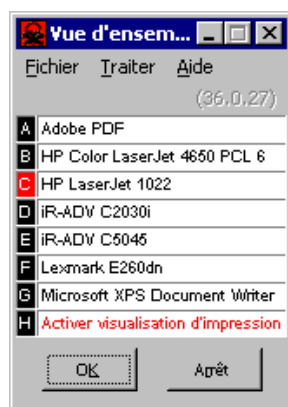 Vue d'ensem...
Fichier Traiter Aide
(36.0.27)
A Adobe PDF
B HP Color LaserJet 4650 PCL 6
C HP LaserJet 1022
D iR-ADV C2030i
E iR-ADV C5045
F Lexmark E260dn
G Microsoft XPS Document Writer
H Activer visualisation d'impression
OK Arrêt